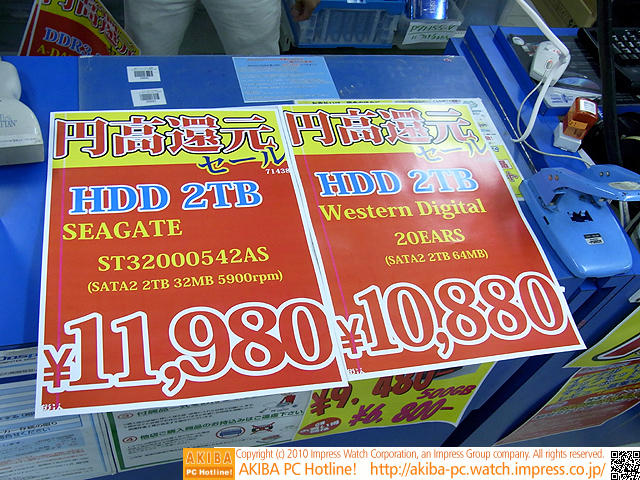 DDR3
円高還元
セール
71438
HDD 2TB
SEAGATE
ST32000542AS
(SATA2 2TB 32MB 5900rpm)
¥11,980
円高還元
セール
HDD 2TB
Western Digital
20EARS
(SATA2 2TB 64MB)
¥10,880
500GB
AKIBA
PC Hotline!
Copyright (c) 2010 Impress Watch Corporation, an Impress Group company. All rights reserved.
AKIBA PC Hotline! http://akiba-pc.watch.impress.co.jp/